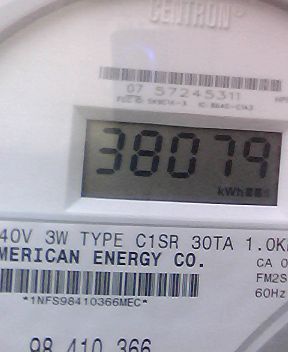 CENTRON®
07 57245311
38079
kWh
40V 3W TYPE C1SR 30TA 1.0K
MERICAN ENERGY CO.
CA 0
FM2S
60Hz
*1NFS98410366MEC*
98 410 366